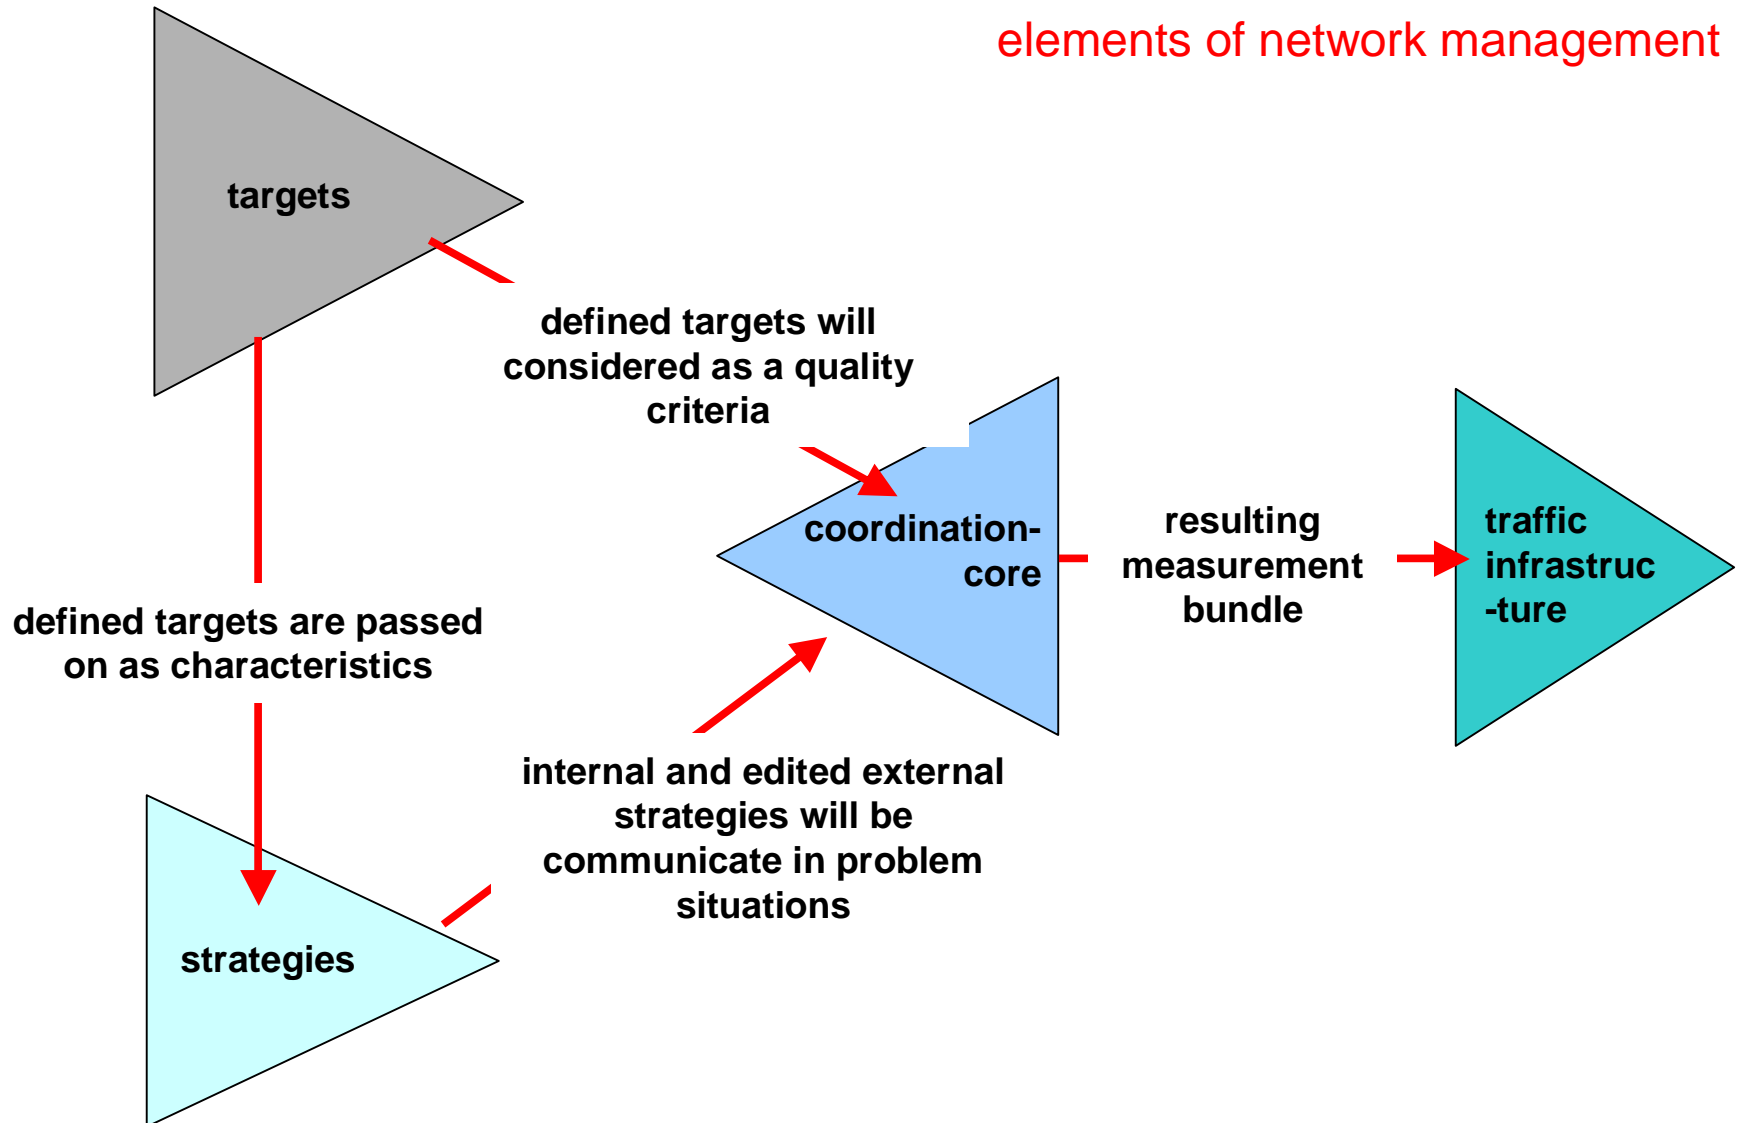 elements of network management
targets
defined targets will
considered as a quality
criteria
coordination-
core
resulting
measurement
bundle
traffic
infrastruc
-ture
defined targets are passed
on as characteristics
internal and edited external
strategies will be
communicate in problem
situations
strategies